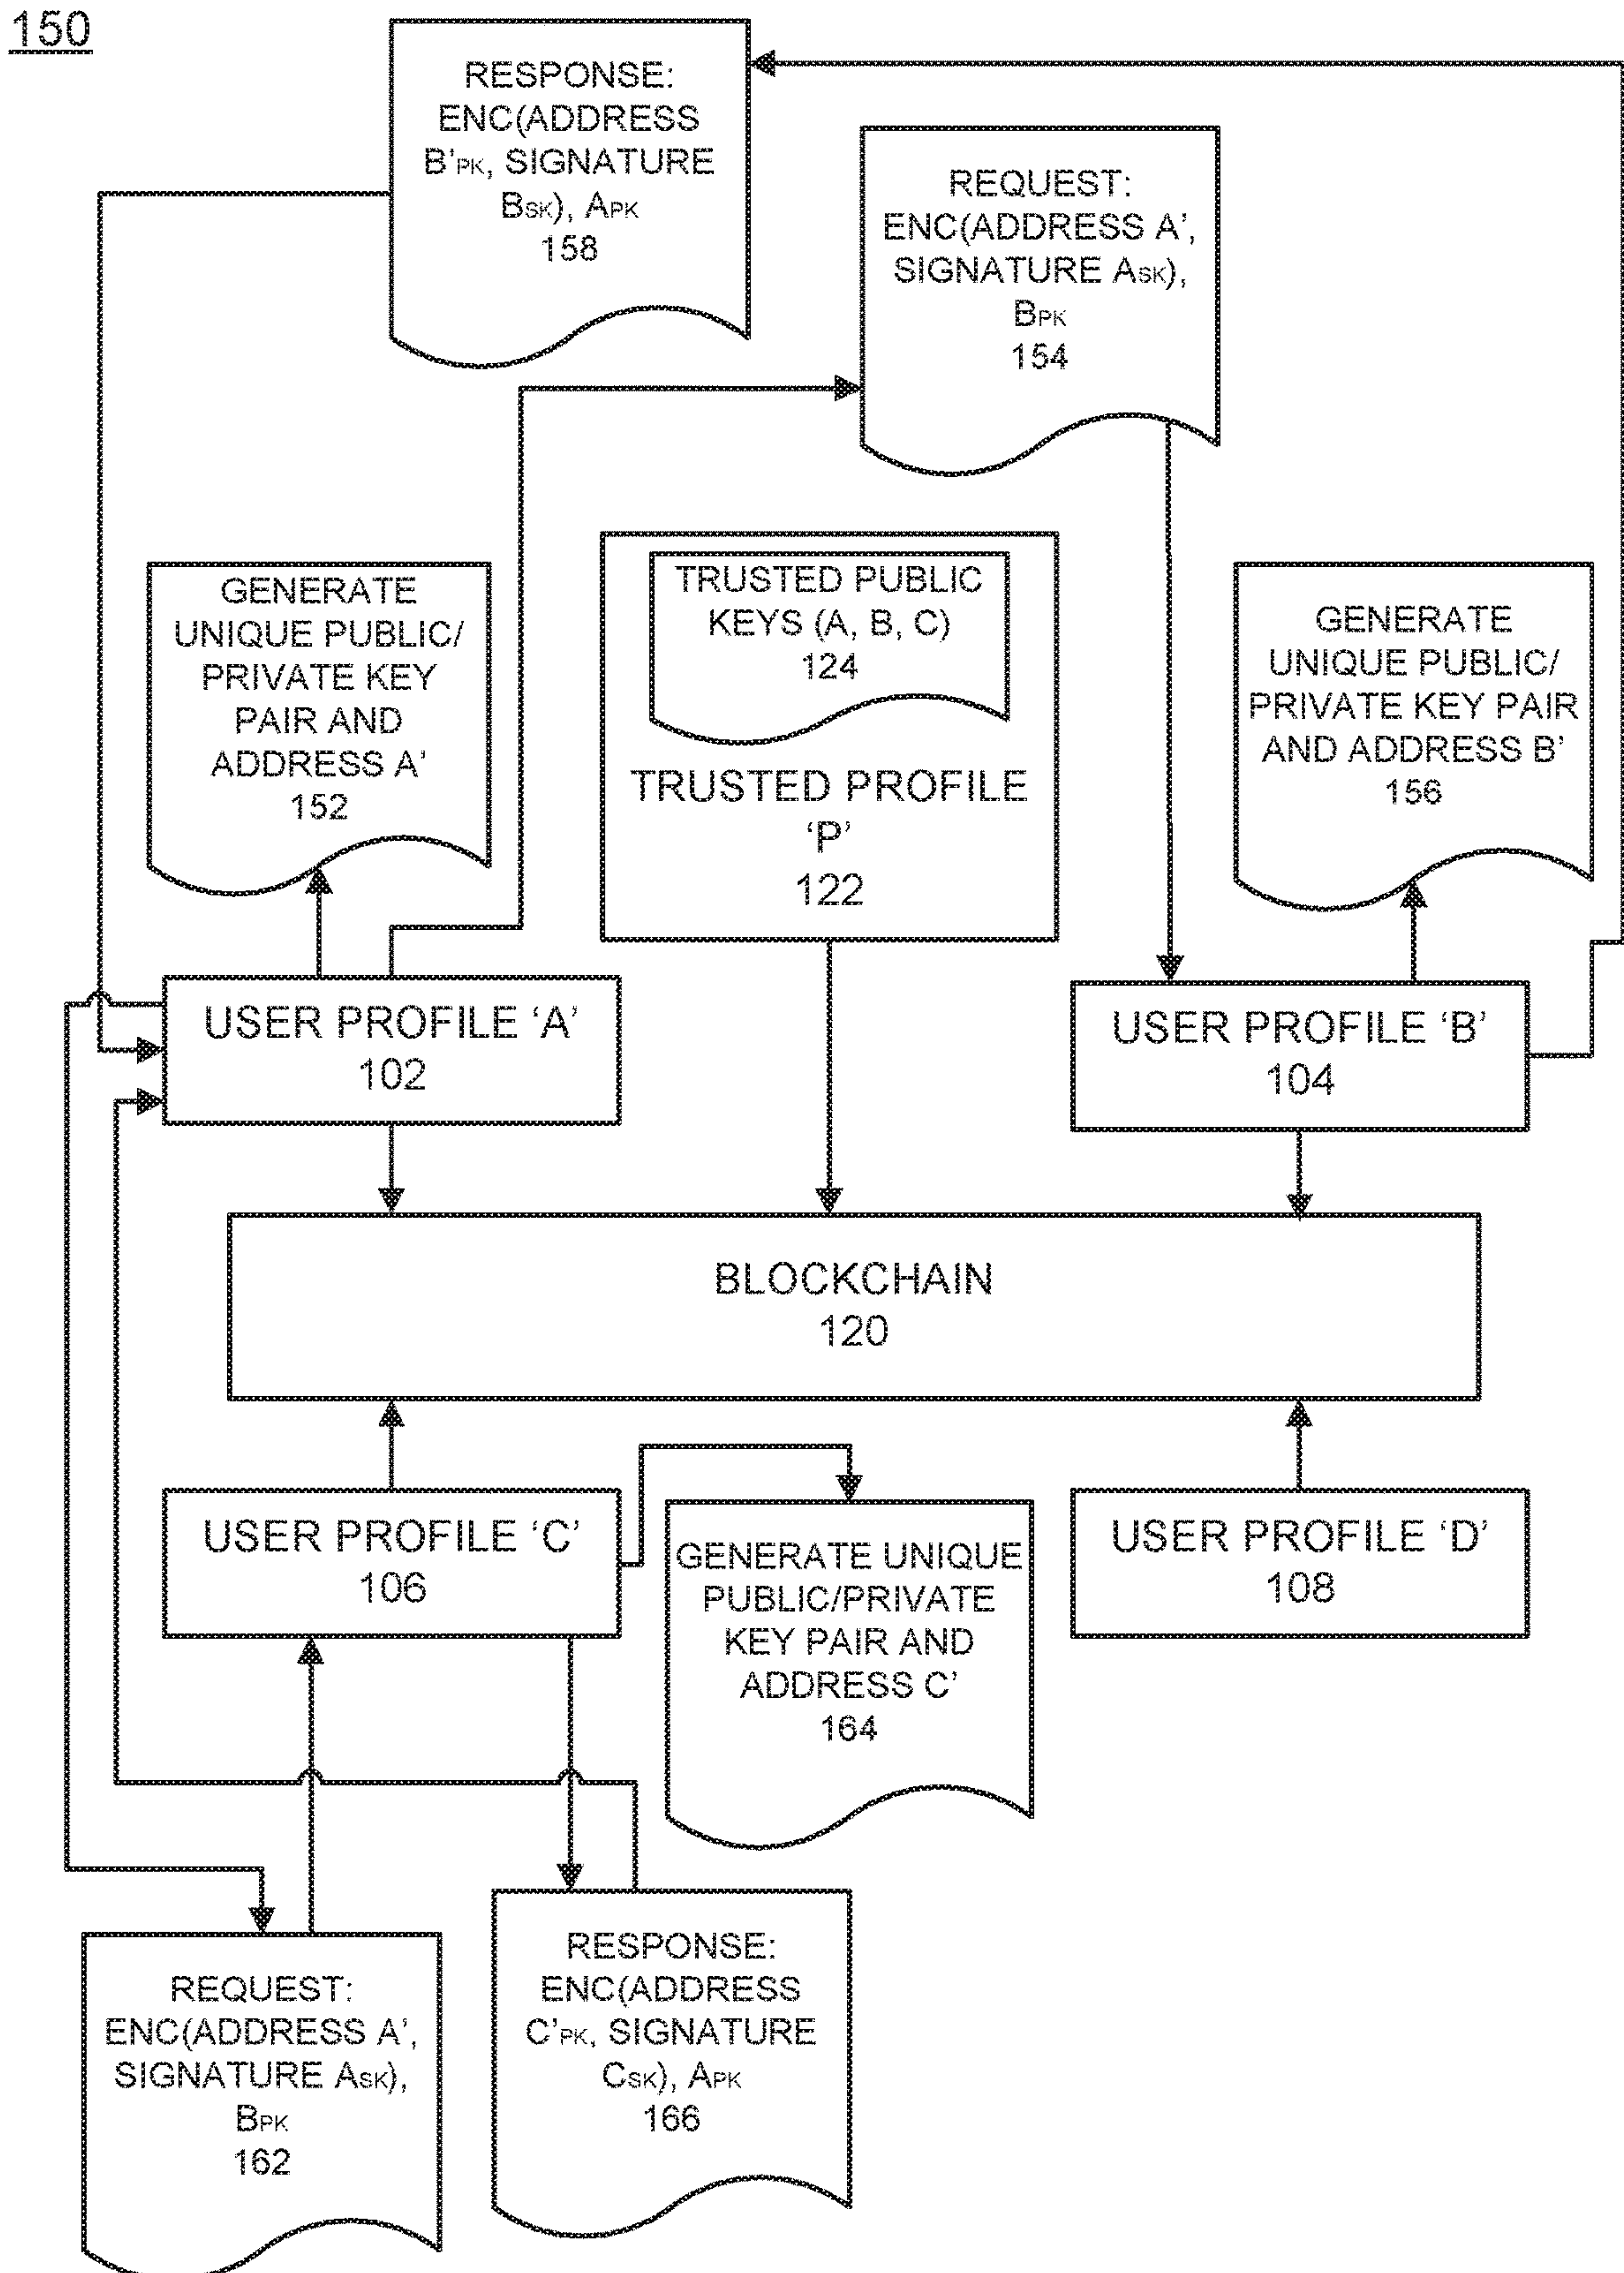 150
RESPONSE:
ENC(ADDRESS
B'PK, SIGNATURE
BSK), APK
158
REQUEST:
ENC(ADDRESS A',
SIGNATURE ASK),
BPK
154
GENERATE
UNIQUE PUBLIC/
PRIVATE KEY
PAIR AND
ADDRESS A'
152
TRUSTED PUBLIC
KEYS (A, B, C)
124
TRUSTED PROFILE
‘P’
122
GENERATE
UNIQUE PUBLIC/
PRIVATE KEY PAIR
AND ADDRESS B'
156
USER PROFILE ‘A’
102
USER PROFILE ‘B’
104
BLOCKCHAIN
120
USER PROFILE ‘C’
106
GENERATE UNIQUE
PUBLIC/PRIVATE
KEY PAIR AND
ADDRESS C'
164
USER PROFILE ‘D’
108
REQUEST:
ENC(ADDRESS A',
SIGNATURE ASK),
BPK
162
RESPONSE:
ENC(ADDRESS
C'PK, SIGNATURE
CSK), APK
166